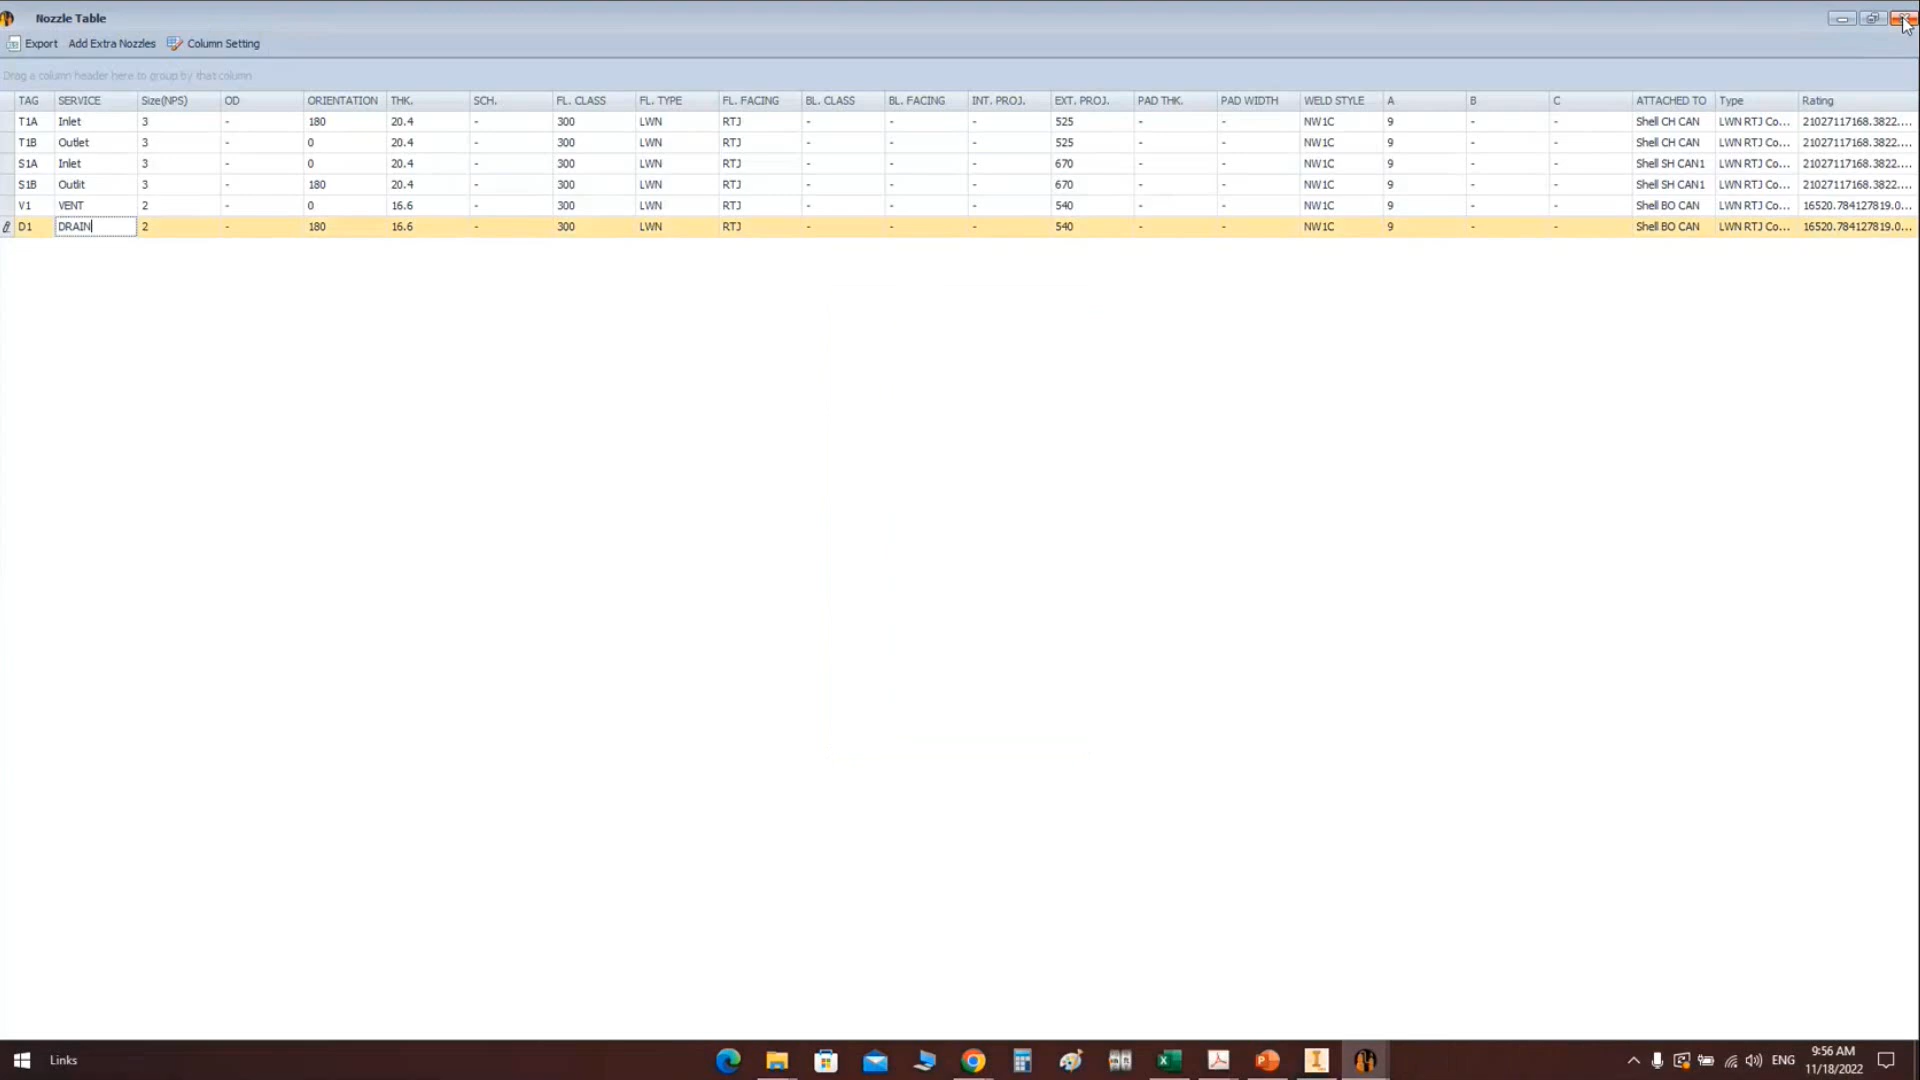 Nozzle Table
Export Add Extra Nozzles Column Setting
Drag a column header here to group by that column
TAG SERVICE Size(NPS) OD ORIENTATION THK. SCH. FL. CLASS FL. TYPE FL. FACING BL. CLASS BL. FACING INT. PROJ. EXT. PROJ. PAD THK. PAD WIDTH WELD STYLE A B C ATTACHED TO Type Rating
T1A Inlet 3 - 180 20.4 - 300 LWN RTJ - - - 525 - - NW1C 9 - - Shell CH CAN LWN RTJ Co... 21027117168.3822....
T1B Outlet 3 - 0 20.4 - 300 LWN RTJ - - - 525 - - NW1C 9 - - Shell CH CAN LWN RTJ Co... 21027117168.3822....
S1A Inlet 3 - 0 20.4 - 300 LWN RTJ - - - 670 - - NW1C 9 - - Shell SH CAN1 LWN RTJ Co... 21027117168.3822....
S1B Outlit 3 - 180 20.4 - 300 LWN RTJ - - - 670 - - NW1C 9 - - Shell SH CAN1 LWN RTJ Co... 21027117168.3822....
V1 VENT 2 - 0 16.6 - 300 LWN RTJ - - - 540 - - NW1C 9 - - Shell BO CAN LWN RTJ Co... 16520.784127819.0...
D1 DRAIN 2 - 180 16.6 - 300 LWN RTJ - - - 540 - - NW1C 9 - - Shell BO CAN LWN RTJ Co... 16520.784127819.0...
Links ENG 9:56 AM
11/18/2022